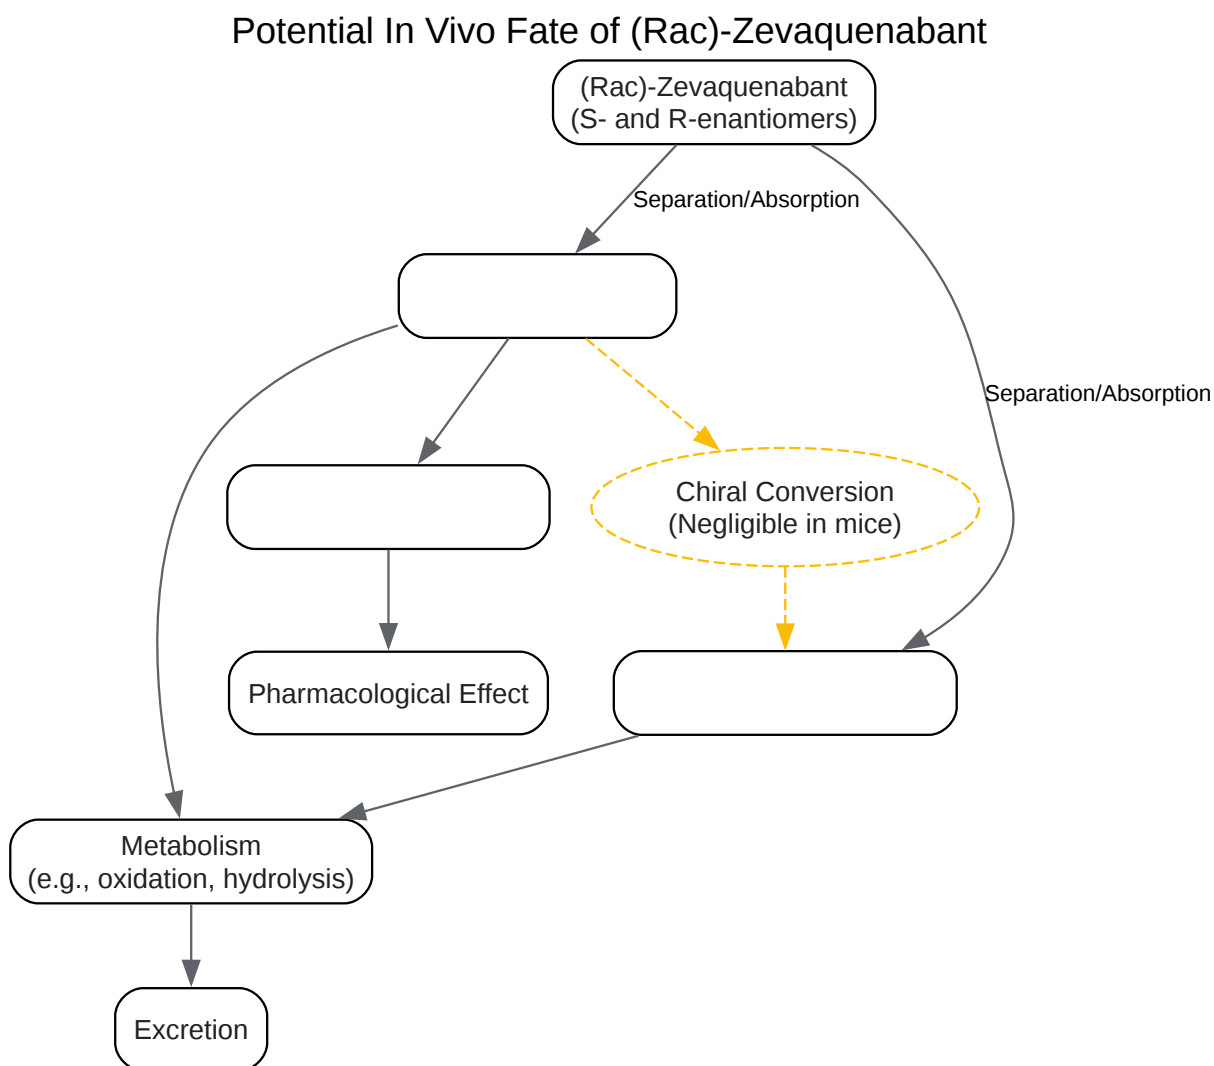 Potential In Vivo Fate of (Rac)-Zevaquenabant
(Rac)-Zevaquenabant
(S- and R-enantiomers)
Separation/Absorption
Separation/Absorption
Chiral Conversion
(Negligible in mice)
Pharmacological Effect
Metabolism
(e.g., oxidation, hydrolysis)
Excretion